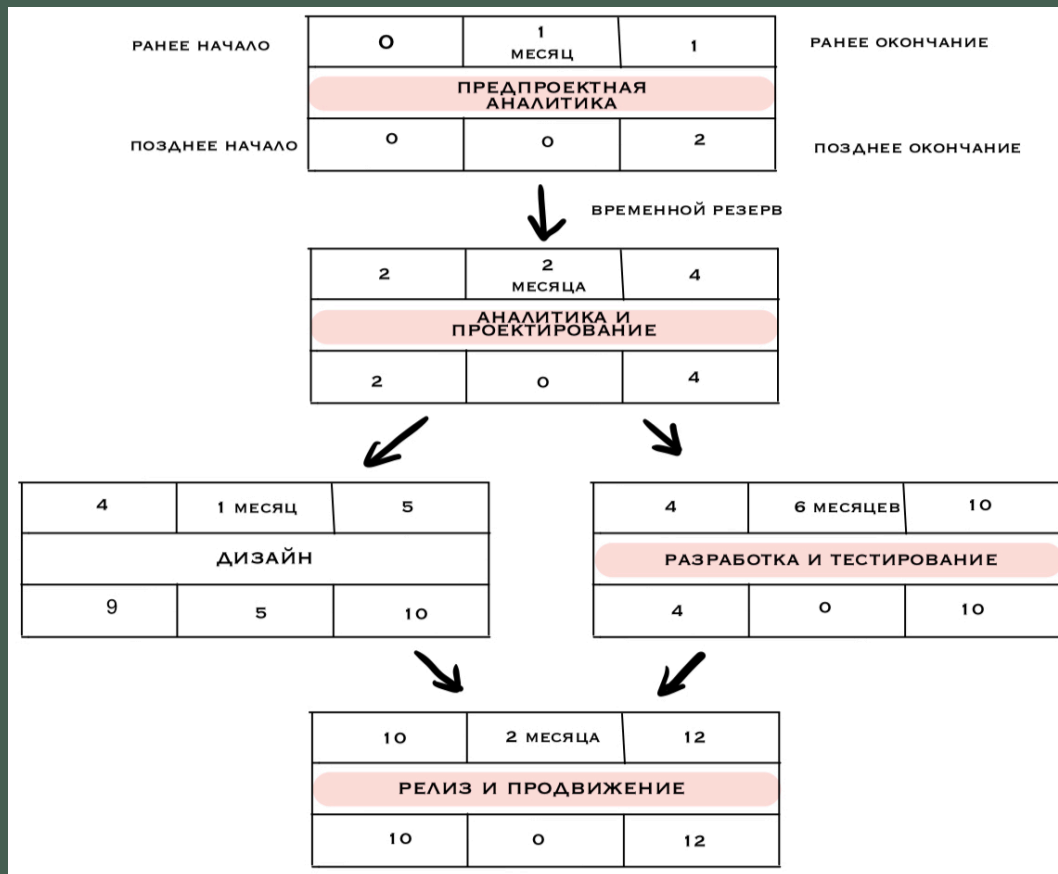 РАНЕЕ НАЧАЛО
0
1
МЕСЯЦ
1
РАНЕЕ ОКОНЧАНИЕ
ПРЕДПРОЕКТНАЯ
АНАЛИТИКА
ПОЗДНЕЕ НАЧАЛО
0
0
2
ПОЗДНЕЕ ОКОНЧАНИЕ
ВРЕМЕННОЙ РЕЗЕРВ
2
2
МЕСЯЦА
4
АНАЛИТИКА И
ПРОЕКТИРОВАНИЕ
2
0
4
4
1 МЕСЯЦ
5
ДИЗАЙН
9
5
10
4
6 МЕСЯЦЕВ
10
РАЗРАБОТКА И ТЕСТИРОВАНИЕ
4
0
10
10
2 МЕСЯЦА
12
РЕЛИЗ И ПРОДВИЖЕНИЕ
10
0
12